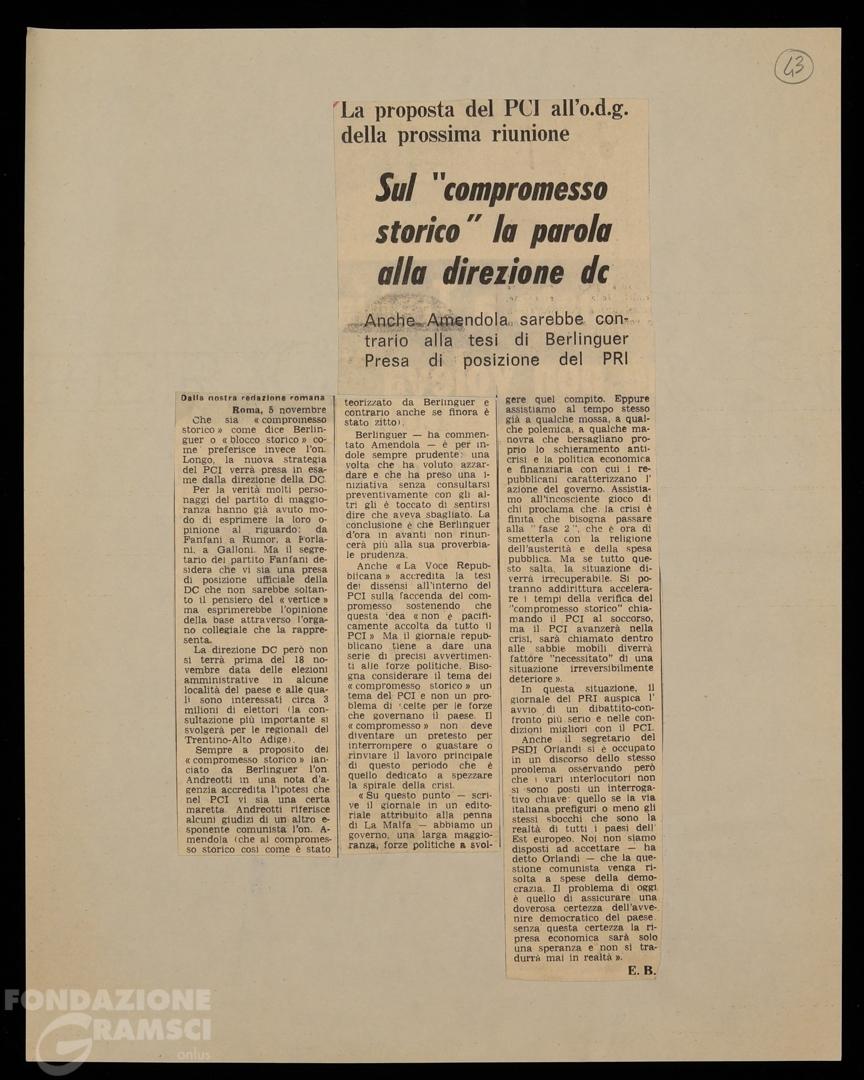 43
La proposta del PCI all'o.d.g.
della prossima riunione
Sul "compromesso
storico" la parola
alla direzione dc
Anche Amendola sarebbe con-
trario alla tesi di Berlinguer
Presa di posizione del PRI
Dalla nostra redazione romana
Roma, 5 novembre
Che sia «compromesso
storico» come dice Berlin-
guer o «blocco storico» co-
me preferisce invece l'on.
Longo, la nuova strategia
del PCI verrà presa in esa-
me dalla direzione della DC.
Per la verità molti perso-
naggi del partito di maggio-
ranza hanno già avuto mo-
do di esprimere la loro o-
pinione al riguardo: da
Fanfani a Rumor, a Forla-
ni, a Galloni. Ma il segre-
tario del partito Fanfani de-
sidera che vi sia una presa
di posizione ufficiale della
DC che non sarebbe soltan-
to il pensiero del «vertice»
ma esprimerebbe l'opinione
della base attraverso l'orga-
no collegiale che la rappre-
senta.
La direzione DC però non
si terrà prima del 18 no-
vembre data delle elezioni
amministrative in alcune
località del paese e alle qua-
li sono interessati circa 3
milioni di elettori (la con-
sultazione più importante si
svolgerà per le regionali del
Trentino-Alto Adige).
Sempre a proposito del
«compromesso storico» lan-
ciato da Berlinguer l'on.
Andreotti in una nota d'a-
genzia accredita l'ipotesi che
nel PCI vi sia una certa
maretta. Andreotti riferisce
alcuni giudizi di un altro e-
sponente comunista l'on. A-
mendola (che al compromes-
so storico così come è stato
teorizzato da Berlinguer è
contrario anche se finora è
stato zitto).
Berlinguer — ha commen-
tato Amendola — è per in-
dole sempre prudente: una
volta che ha voluto azzar-
dare e che ha preso una i-
niziativa senza consultarsi
preventivamente con gli al-
tri gli è toccato di sentirsi
dire che aveva sbagliato. La
conclusione è che Berlinguer
d'ora in avanti non rinun-
cerà più alla sua proverbia-
le prudenza.
Anche «La Voce Repub-
blicana» accredita la tesi
dei dissensi all'interno del
PCI sulla faccenda del com-
promesso sostenendo che
questa idea «non è pacifi-
camente accolta da tutto il
PCI» Ma il giornale repub-
blicano tiene a dare una
serie di precisi avvertimen-
ti alle forze politiche. Biso-
gna considerare il tema del
«compromesso storico» un
tema del PCI e non un pro-
blema di scelte per le forze
che governano il paese. Il
«compromesso» non deve
diventare un pretesto per
interrompere o guastare o
rinviare il lavoro principale
di questo periodo che è
quello dedicato a spezzare
la spirale della crisi.
«Su questo punto — scri-
ve il giornale in un edito-
riale attribuito alla penna
di La Malfa — abbiamo un
governo, una larga maggio-
ranza, forze politiche a svol-
gere quel compito. Eppure
assistiamo al tempo stesso
già a qualche mossa, a qual-
che polemica, a qualche ma-
novra che bersagliano pro-
prio lo schieramento anti-
crisi e la politica economica
e finanziaria con cui i re-
pubblicani caratterizzano l'
azione del governo. Assistia-
mo all'incosciente gioco di
chi proclama che la crisi è
finita che bisogna passare
alla "fase 2", che è ora di
smetterla con la religione
dell'austerità e della spesa
pubblica. Ma se tutto que-
sto salta, la situazione di-
verrà irrecuperabile. Si po-
tranno addirittura accelera-
re i tempi della verifica del
"compromesso storico" chia-
mando il PCI al soccorso,
ma il PCI avanzerà nella
crisi, sarà chiamato dentro
alle sabbie mobili diverrà
fattore "necessitato" di una
situazione irreversibilmente
deteriore».
In questa situazione, il
giornale del PRI auspica l'
avvio di un dibattito-con-
fronto più serio e nelle con-
dizioni migliori con il PCI.
Anche il segretario del
PSDI Orlandi si è occupato
in un discorso dello stesso
problema osservando però
che i vari interlocutori non
si sono posti un interroga-
tivo chiave: quello se la via
italiana prefiguri o meno gli
stessi sbocchi che sono la
realtà di tutti i paesi dell'
Est europeo. Noi non siamo
disposti ad accettare — ha
detto Orlandi — che la que-
stione comunista venga ri-
solta a spese della demo-
crazia. Il problema di oggi
è quello di assicurare una
doverosa certezza dell'avve-
nire democratico del paese.
senza questa certezza la ri-
presa economica sarà solo
una speranza e non si tra-
durrà mai in realtà».
E. B.
FONDAZIONE
GRAMSCI
onlus